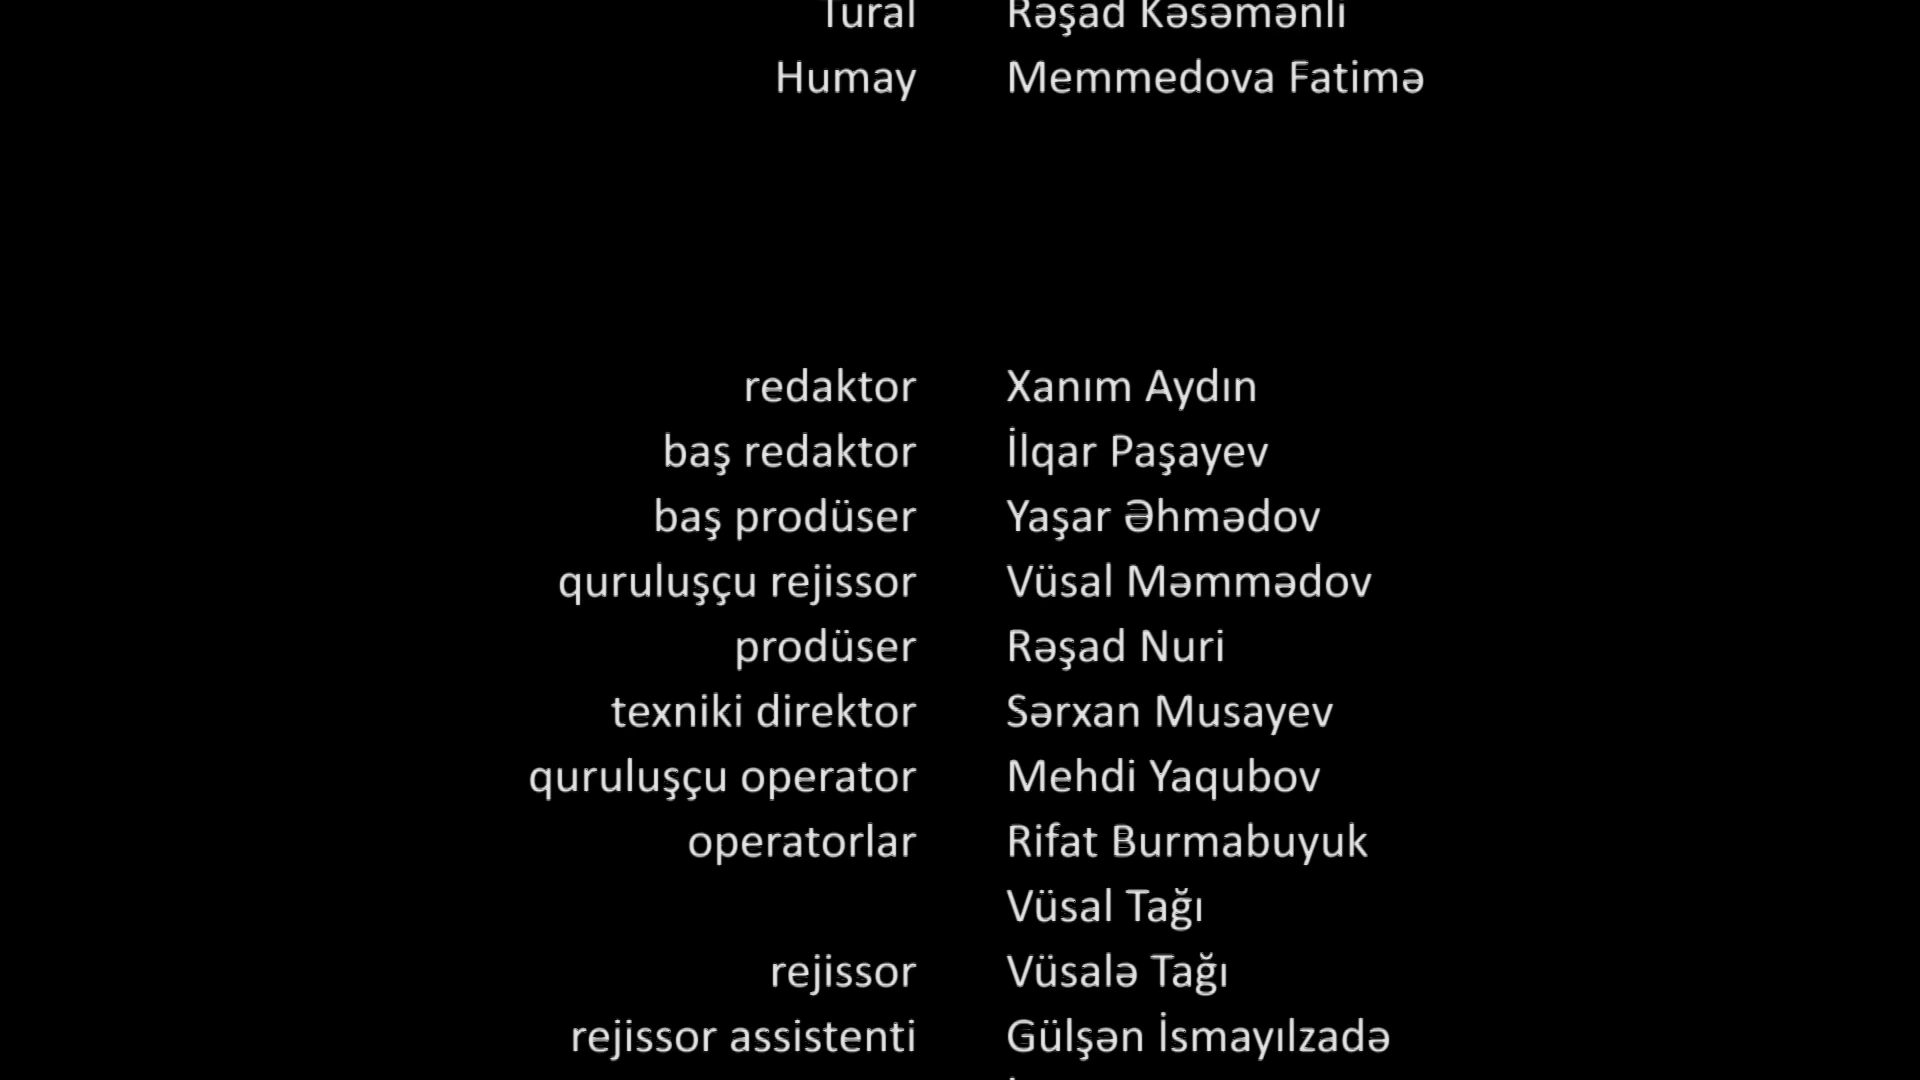 Tural Rəşad Kəsəmənli
Humay Memmedova Fatimə
redaktor Xanım Aydın
baş redaktor İlqar Paşayev
baş prodüser Yaşar Əhmədov
quruluşçu rejissor Vüsal Məmmədov
prodüser Rəşad Nuri
texniki direktor Sərxan Musayev
quruluşçu operator Mehdi Yaqubov
operatorlar Rifat Burmabuyuk
Vüsal Tağı
rejissor Vüsalə Tağı
rejissor assistenti Gülşən İsmayılzadə